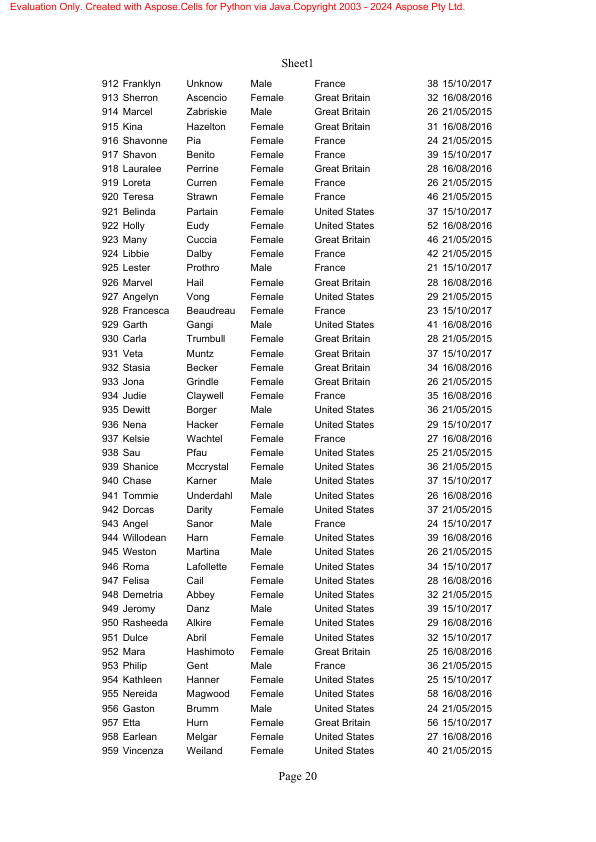 Evaluation Only. Created with Aspose.Cells for Python via Java.Copyright 2003 - 2024 Aspose Pty Ltd.
Sheet1
912 Franklyn Unknow Male France 38 15/10/2017
913 Sherron Ascencio Female Great Britain 32 16/08/2016
914 Marcel Zabriskie Male Great Britain 26 21/05/2015
915 Kina Hazelton Female Great Britain 31 16/08/2016
916 Shavonne Pia Female France 24 21/05/2015
917 Shavon Benito Female France 39 15/10/2017
918 Lauralee Perrine Female Great Britain 28 16/08/2016
919 Loreta Curren Female France 26 21/05/2015
920 Teresa Strawn Female France 46 21/05/2015
921 Belinda Partain Female United States 37 15/10/2017
922 Holly Eudy Female United States 52 16/08/2016
923 Many Cuccia Female Great Britain 46 21/05/2015
924 Libbie Dalby Female France 42 21/05/2015
925 Lester Prothro Male France 21 15/10/2017
926 Marvel Hail Female Great Britain 28 16/08/2016
927 Angelyn Vong Female United States 29 21/05/2015
928 Francesca Beaudreau Female France 23 15/10/2017
929 Garth Gangi Male United States 41 16/08/2016
930 Carla Trumbull Female Great Britain 28 21/05/2015
931 Veta Muntz Female Great Britain 37 15/10/2017
932 Stasia Becker Female Great Britain 34 16/08/2016
933 Jona Grindle Female Great Britain 26 21/05/2015
934 Judie Claywell Female France 35 16/08/2016
935 Dewitt Borger Male United States 36 21/05/2015
936 Nena Hacker Female United States 29 15/10/2017
937 Kelsie Wachtel Female France 27 16/08/2016
938 Sau Pfau Female United States 25 21/05/2015
939 Shanice Mccrystal Female United States 36 21/05/2015
940 Chase Karner Male United States 37 15/10/2017
941 Tommie Underdahl Male United States 26 16/08/2016
942 Dorcas Darity Female United States 37 21/05/2015
943 Angel Sanor Male France 24 15/10/2017
944 Willodean Harn Female United States 39 16/08/2016
945 Weston Martina Male United States 26 21/05/2015
946 Roma Lafollette Female United States 34 15/10/2017
947 Felisa Cail Female United States 28 16/08/2016
948 Demetria Abbey Female United States 32 21/05/2015
949 Jeromy Danz Male United States 39 15/10/2017
950 Rasheeda Alkire Female United States 29 16/08/2016
951 Dulce Abril Female United States 32 15/10/2017
952 Mara Hashimoto Female Great Britain 25 16/08/2016
953 Philip Gent Male France 36 21/05/2015
954 Kathleen Hanner Female United States 25 15/10/2017
955 Nereida Magwood Female United States 58 16/08/2016
956 Gaston Brumm Male United States 24 21/05/2015
957 Etta Hurn Female Great Britain 56 15/10/2017
958 Earlean Melgar Female United States 27 16/08/2016
959 Vincenza Weiland Female United States 40 21/05/2015
Page 20